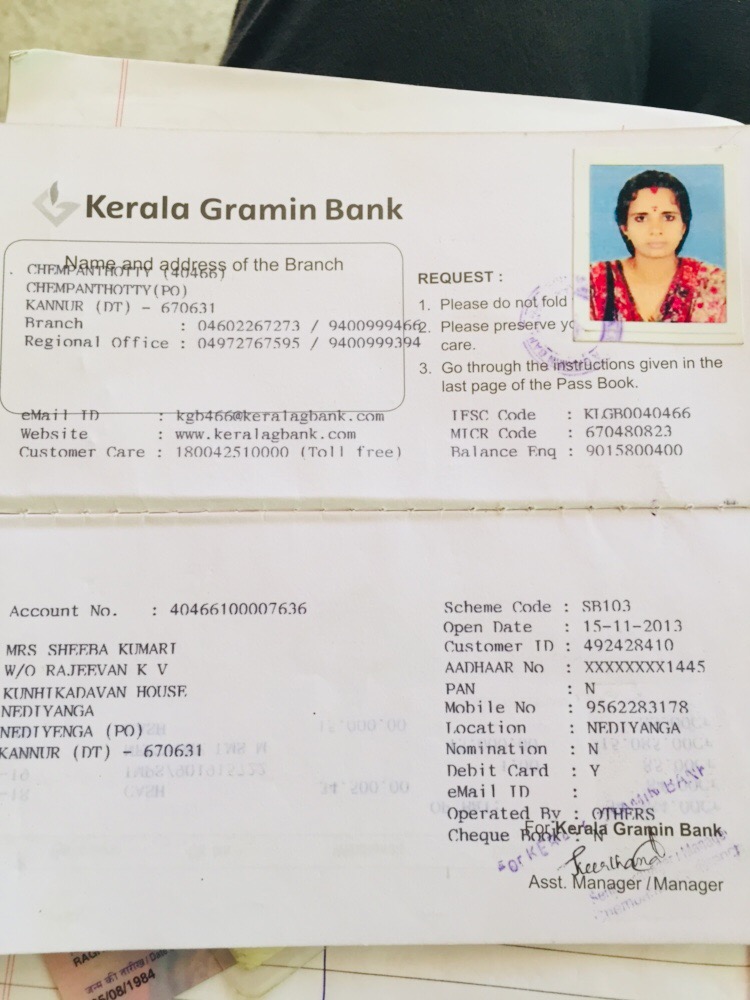 Kerala Gramin Bank
Name and address of the Branch
CHEMPANTHOTTY (40466)
CHEMPANTHOTTY(PO)
KANNUR (DT) - 670631
Branch : 04602267273 / 9400999466
Regional Office : 04972767595 / 9400999394
eMail ID : kgb466@keralagbank.com
Website : www.keralagbank.com
Customer Care : 180042510000 (Toll free)
REQUEST :
1. Please do not fold
2. Please preserve yo
care.
3. Go through the instructions given in the
last page of the Pass Book.
IFSC Code : KLGB0040466
MICR Code : 670480823
Balance Enq : 9015800400
Account No. : 40466100007636
MRS SHEEBA KUMARI
W/O RAJEEVAN K V
KUNHIKADAVAN HOUSE
NEDIYANGA
NEDIYENGA (PO)
KANNUR (DT) - 670631
Scheme Code : SB103
Open Date : 15-11-2013
Customer ID : 492428410
AADHAAR No : XXXXXXXX1445
PAN : N
Mobile No : 9562283178
Location : NEDIYANGA
Nomination : N
Debit Card : Y
eMail ID :
Operated By : OTHERS
Cheque Book : N
For Kerala Gramin Bank
Asst. Manager / Manager
जन्म की तारीख / Date
/08/1984